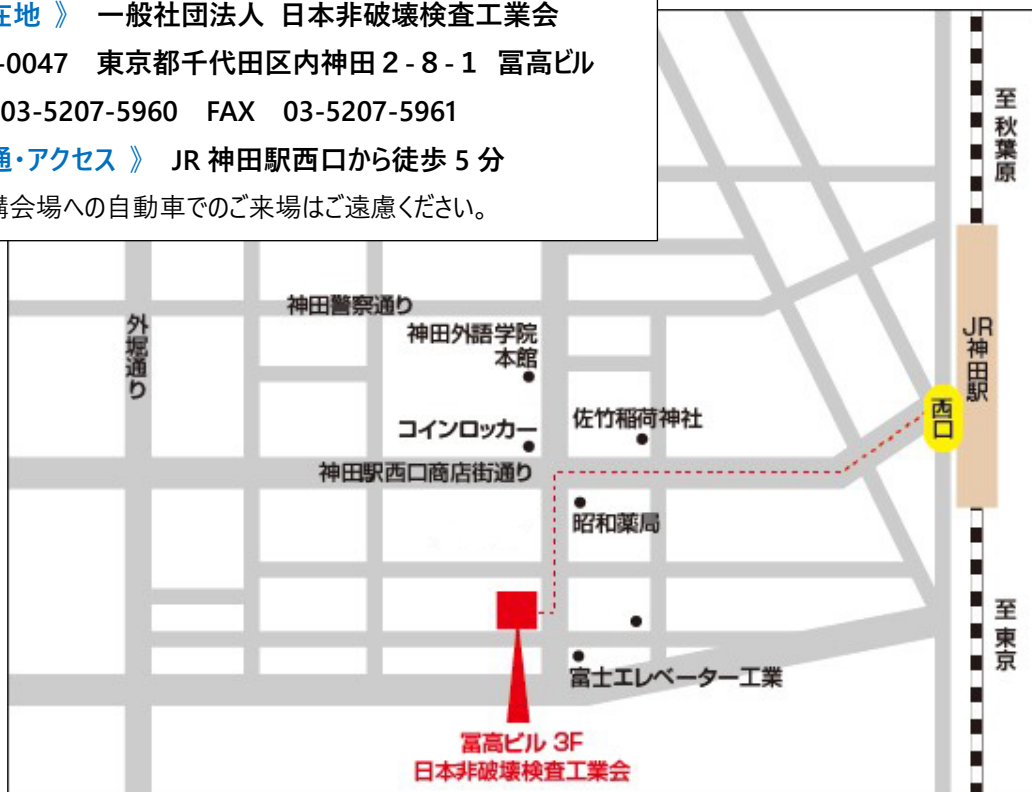 在地 》 一般社団法人 日本非破壊検査工業会
-0047 東京都千代田区内神田２-８-１ 冨高ビル
03-5207-5960 FAX 03-5207-5961
通・アクセス 》 JR 神田駅西口から徒歩 5 分
講会場への自動車でのご来場はご遠慮ください。
至秋葉原
神田警察通り
外堀通り
神田外語学院
本館
JR神田駅
西口
コインロッカー
佐竹稲荷神社
神田駅西口商店街通り
昭和薬局
至東京
富士エレベーター工業
冨高ビル 3F
日本非破壊検査工業会